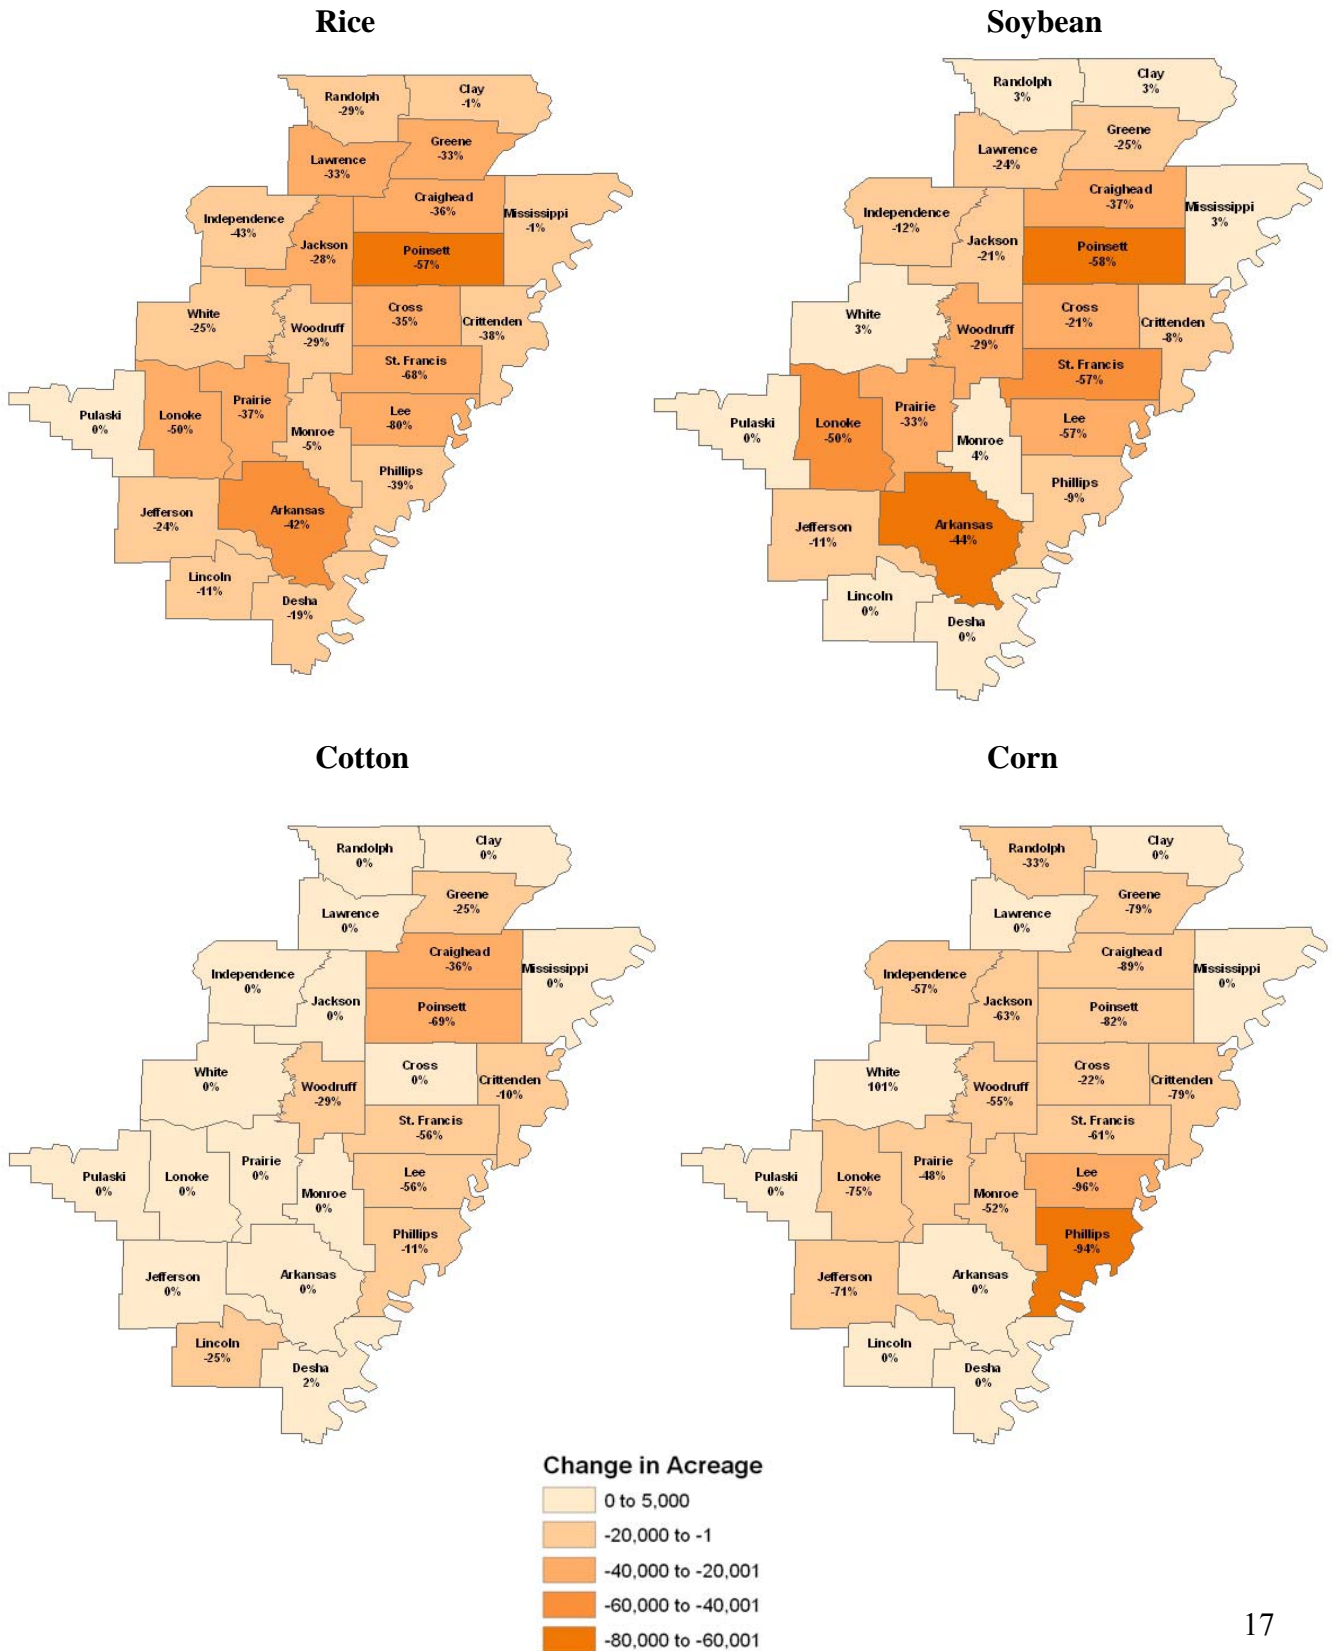 Rice
Soybean
Randolph
-29%
Clay
-1%
Greene
-33%
Lawrence
-33%
Craighead
-36%
Mississippi
-1%
Independence
-43%
Jackson
-28%
Poinsett
-57%
White
-25%
Woodruff
-29%
Cross
-35%
Crittenden
-38%
St. Francis
-68%
Pulaski
0%
Lonoke
-50%
Prairie
-37%
Monroe
-5%
Lee
-80%
Phillips
-39%
Jefferson
-24%
Arkansas
-42%
Lincoln
-11%
Desha
-19%
Randolph
3%
Clay
3%
Greene
-25%
Lawrence
-24%
Craighead
-37%
Mississippi
3%
Independence
-12%
Jackson
-21%
Poinsett
-58%
White
3%
Woodruff
-29%
Cross
-21%
Crittenden
-8%
St. Francis
-57%
Pulaski
0%
Lonoke
-50%
Prairie
-33%
Monroe
4%
Lee
-57%
Phillips
-9%
Jefferson
-11%
Arkansas
-44%
Lincoln
0%
Desha
0%
Cotton
Corn
Randolph
0%
Clay
0%
Greene
-25%
Lawrence
0%
Craighead
-36%
Mississippi
0%
Independence
0%
Jackson
0%
Poinsett
-69%
White
0%
Woodruff
-29%
Cross
0%
Crittenden
-10%
St. Francis
-56%
Pulaski
0%
Lonoke
0%
Prairie
0%
Monroe
0%
Lee
-56%
Phillips
-11%
Jefferson
0%
Arkansas
0%
Lincoln
-25%
Desha
2%
Randolph
-33%
Clay
0%
Greene
-79%
Lawrence
0%
Craighead
-89%
Mississippi
0%
Independence
-57%
Jackson
-63%
Poinsett
-82%
White
101%
Woodruff
-55%
Cross
-22%
Crittenden
-79%
St. Francis
-61%
Pulaski
0%
Lonoke
-75%
Prairie
-48%
Monroe
-52%
Lee
-96%
Phillips
-94%
Jefferson
-71%
Arkansas
0%
Lincoln
0%
Desha
0%
Change in Acreage
0 to 5,000
-20,000 to -1
-40,000 to -20,001
-60,000 to -40,001
-80,000 to -60,001
17